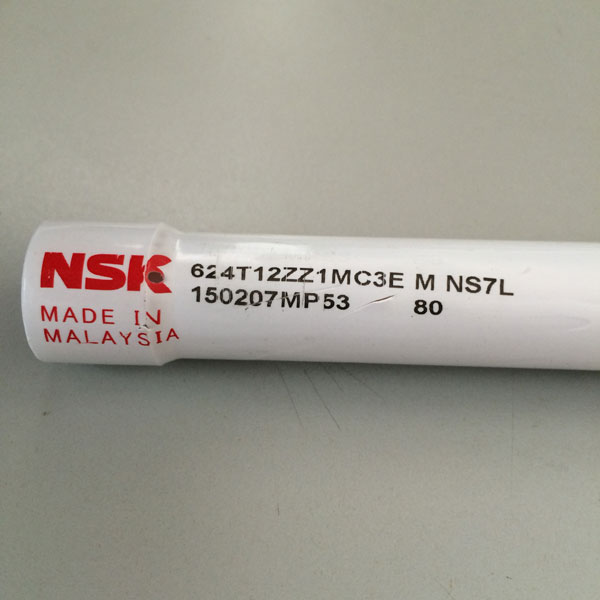 NSK
MADE IN
MALAYSIA
624T12ZZ1MC3E M NS7L
150207MP53 80